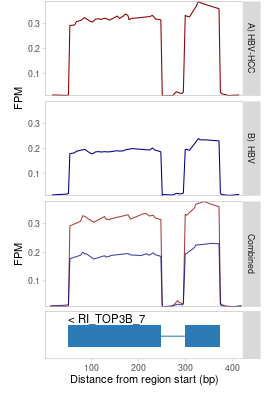 0.3
0.2
0.1
A) HBV-HCC
0.3
0.2
0.1
B) HBV
FPM
FPM
0.3
0.2
0.1
Combined
< RI_TOP3B_7
100 200 300 400
Distance from region start (bp)